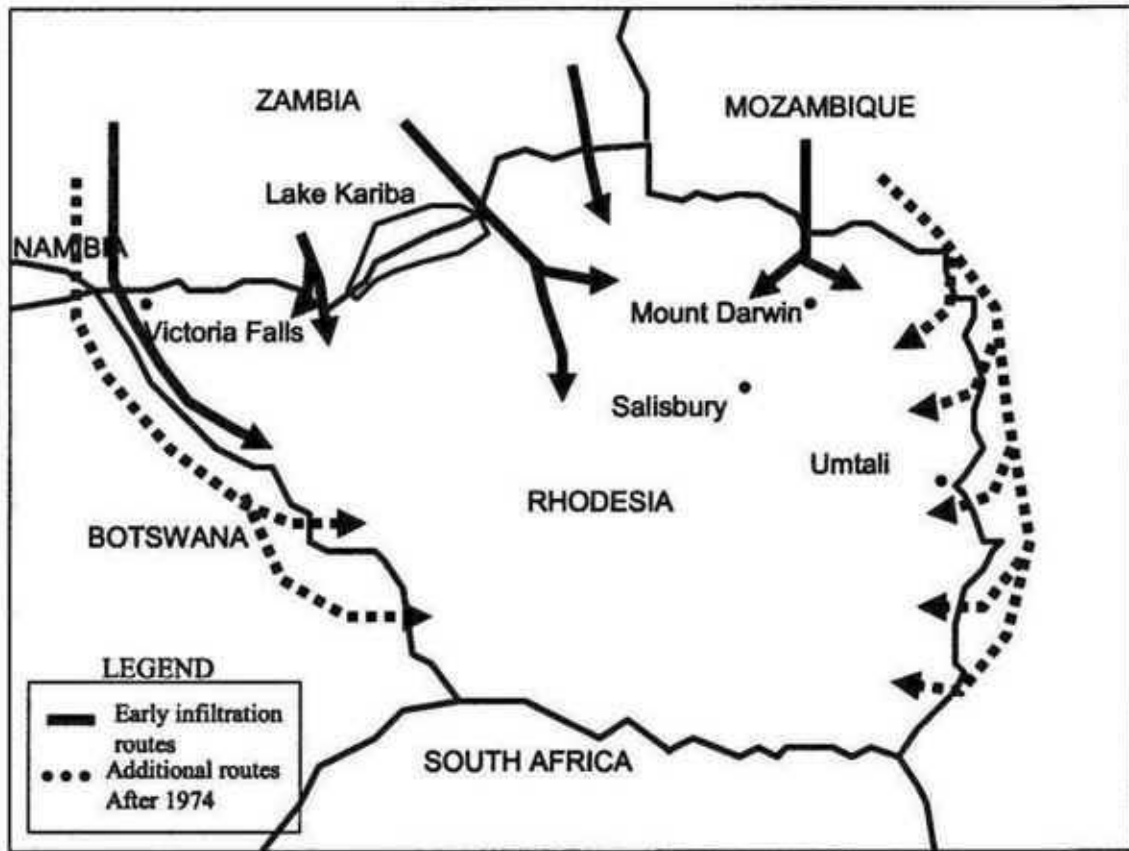 ZAMBIA
MOZAMBIQUE
Lake Kariba
NAMIBIA
Victoria Falls
Mount Darwin
Salisbury
Umtali
RHODESIA
BOTSWANA
LEGEND
Early infiltration
routes
Additional routes
After 1974
SOUTH AFRICA